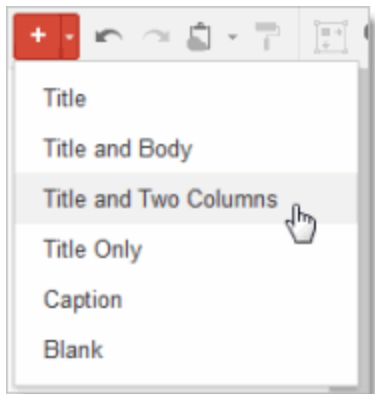 Title
Title and Body
Title and Two Columns
Title Only
Caption
Blank